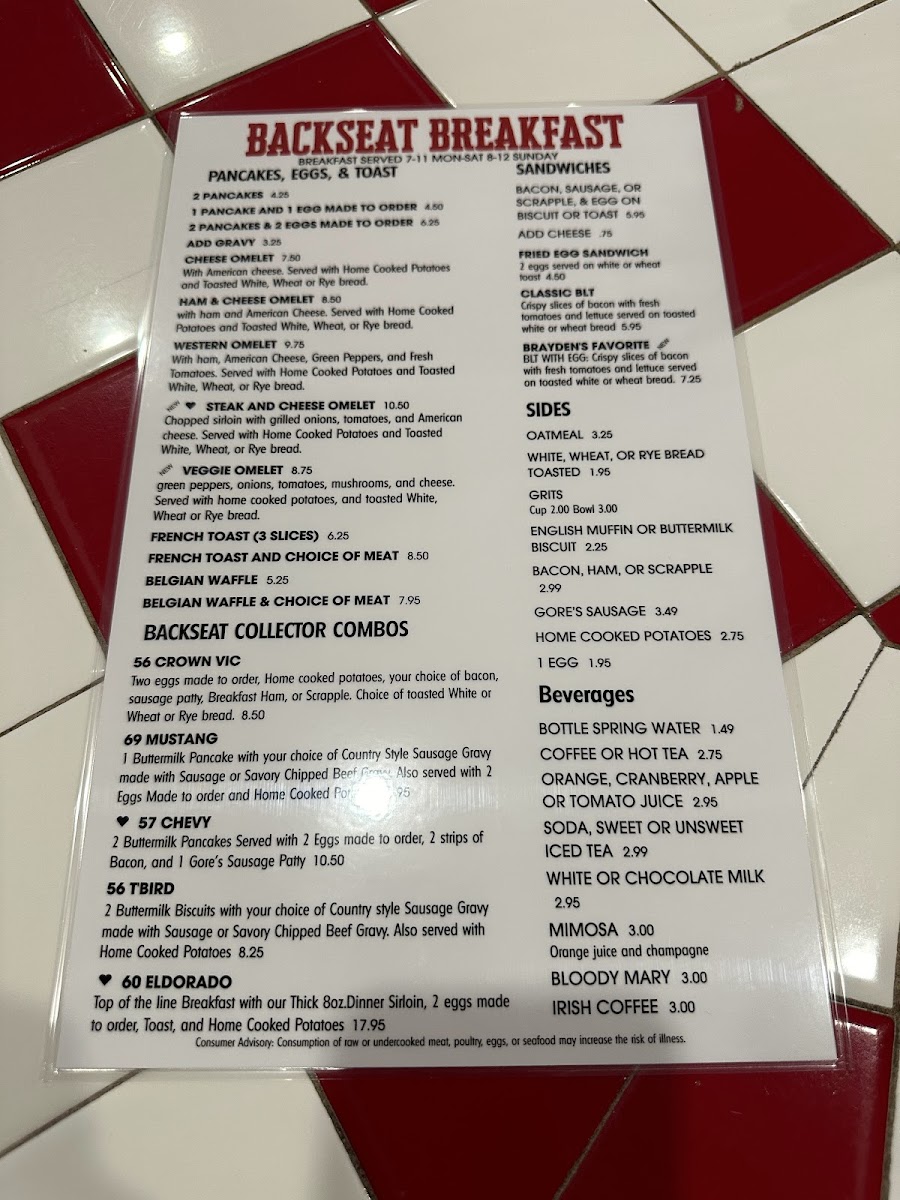 BACKSEAT BREAKFAST
BREAKFAST SERVED 7-11 MON-SAT 8-12 SUNDAY
PANCAKES, EGGS, & TOAST
2 PANCAKES 4.25
1 PANCAKE AND 1 EGG MADE TO ORDER 4.50
2 PANCAKES & 2 EGGS MADE TO ORDER 6.25
ADD GRAVY 3.25
CHEESE OMELET 7.50
With American cheese. Served with Home Cooked Potatoes
and Toasted White, Wheat or Rye bread.
HAM & CHEESE OMELET 8.50
with ham and American Cheese. Served with Home Cooked
Potatoes and Toasted White, Wheat, or Rye bread.
WESTERN OMELET 9.75
With ham, American Cheese, Green Peppers, and Fresh
Tomatoes. Served with Home Cooked Potatoes and Toasted
White, Wheat, or Rye bread.
NEW ♥ STEAK AND CHEESE OMELET 10.50
Chopped sirloin with grilled onions, tomatoes, and American
cheese. Served with Home Cooked Potatoes and Toasted
White, Wheat, or Rye bread.
NEW VEGGIE OMELET 8.75
green peppers, onions, tomatoes, mushrooms, and cheese.
Served with home cooked potatoes, and toasted White,
Wheat or Rye bread.
FRENCH TOAST (3 SLICES) 6.25
FRENCH TOAST AND CHOICE OF MEAT 8.50
BELGIAN WAFFLE 5.25
BELGIAN WAFFLE & CHOICE OF MEAT 7.95
BACKSEAT COLLECTOR COMBOS
56 CROWN VIC
Two eggs made to order, Home cooked potatoes, your choice of bacon,
sausage patty, Breakfast Ham, or Scrapple. Choice of toasted White or
Wheat or Rye bread. 8.50
69 MUSTANG
1 Buttermilk Pancake with your choice of Country Style Sausage Gravy
made with Sausage or Savory Chipped Beef Gravy. Also served with 2
Eggs Made to order and Home Cooked
♥ 57 CHEVY
2 Buttermilk Pancakes Served with 2 Eggs made to order, 2 strips of
Bacon, and 1 Gore's Sausage Patty 10.50
56 T'BIRD
2 Buttermilk Biscuits with your choice of Country style Sausage Gravy
made with Sausage or Savory Chipped Beef Gravy. Also served with
Home Cooked Potatoes 8.25
♥ 60 ELDORADO
Top of the line Breakfast with our Thick 8oz.Dinner Sirloin, 2 eggs made
to order, Toast, and Home Cooked Potatoes 17.95
SANDWICHES
BACON, SAUSAGE, OR
SCRAPPLE, & EGG ON
BISCUIT OR TOAST 5.95
ADD CHEESE .75
FRIED EGG SANDWICH
2 eggs served on white or wheat
toast 4.50
CLASSIC BLT
Crispy slices of bacon with fresh
tomatoes and lettuce served on toasted
white or wheat bread 5.95
BRAYDEN'S FAVORITE NEW
BLT WITH EGG: Crispy slices of bacon
with fresh tomatoes and lettuce served
on toasted white or wheat bread. 7.25
SIDES
OATMEAL 3.25
WHITE, WHEAT, OR RYE BREAD
TOASTED 1.95
GRITS
Cup 2.00 Bowl 3.00
ENGLISH MUFFIN OR BUTTERMILK
BISCUIT 2.25
BACON, HAM, OR SCRAPPLE
2.99
GORE'S SAUSAGE 3.49
HOME COOKED POTATOES 2.75
1 EGG 1.95
Beverages
BOTTLE SPRING WATER 1.49
COFFEE OR HOT TEA 2.75
ORANGE, CRANBERRY, APPLE
OR TOMATO JUICE 2.95
SODA, SWEET OR UNSWEET
ICED TEA 2.99
WHITE OR CHOCOLATE MILK
2.95
MIMOSA 3.00
Orange juice and champagne
BLOODY MARY 3.00
IRISH COFFEE 3.00
Consumer Advisory: Consumption of raw or undercooked meat, poultry, eggs, or seafood may increase the risk of illness.